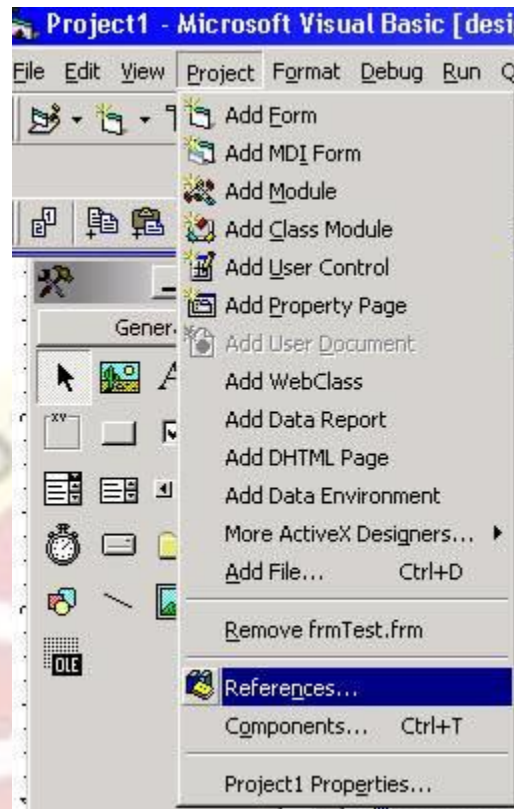 Project1 - Microsoft Visual Basic [desi
File Edit View Project Format Debug Run Q
Add Form
Add MDI Form
Add Module
Add Class Module
Add User Control
Add Property Page
Add User Document
Add WebClass
Add Data Report
Add DHTML Page
Add Data Environment
More ActiveX Designers...
Add File... Ctrl+D
Remove frmTest.frm
References...
Components... Ctrl+T
Project1 Properties...
Genera
A
XY
OLE